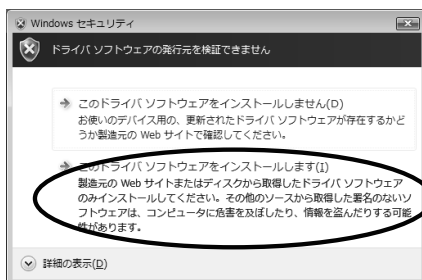 Windows セキュリティ
ドライバ ソフトウェアの発行元を検証できません
このドライバ ソフトウェアをインストールしません(D)
お使いのデバイス用の、更新されたドライバ ソフトウェアが存在するかど
うか製造元の Web サイトで確認してください。
このドライバ ソフトウェアをインストールします(I)
製造元の Web サイトまたはディスクから取得したドライバ ソフトウェア
のみインストールしてください。その他のソースから取得した署名のないソ
フトウェアは、コンピュータに危害を及ぼしたり、情報を盗んだりする可能
性があります。
詳細の表示(D)